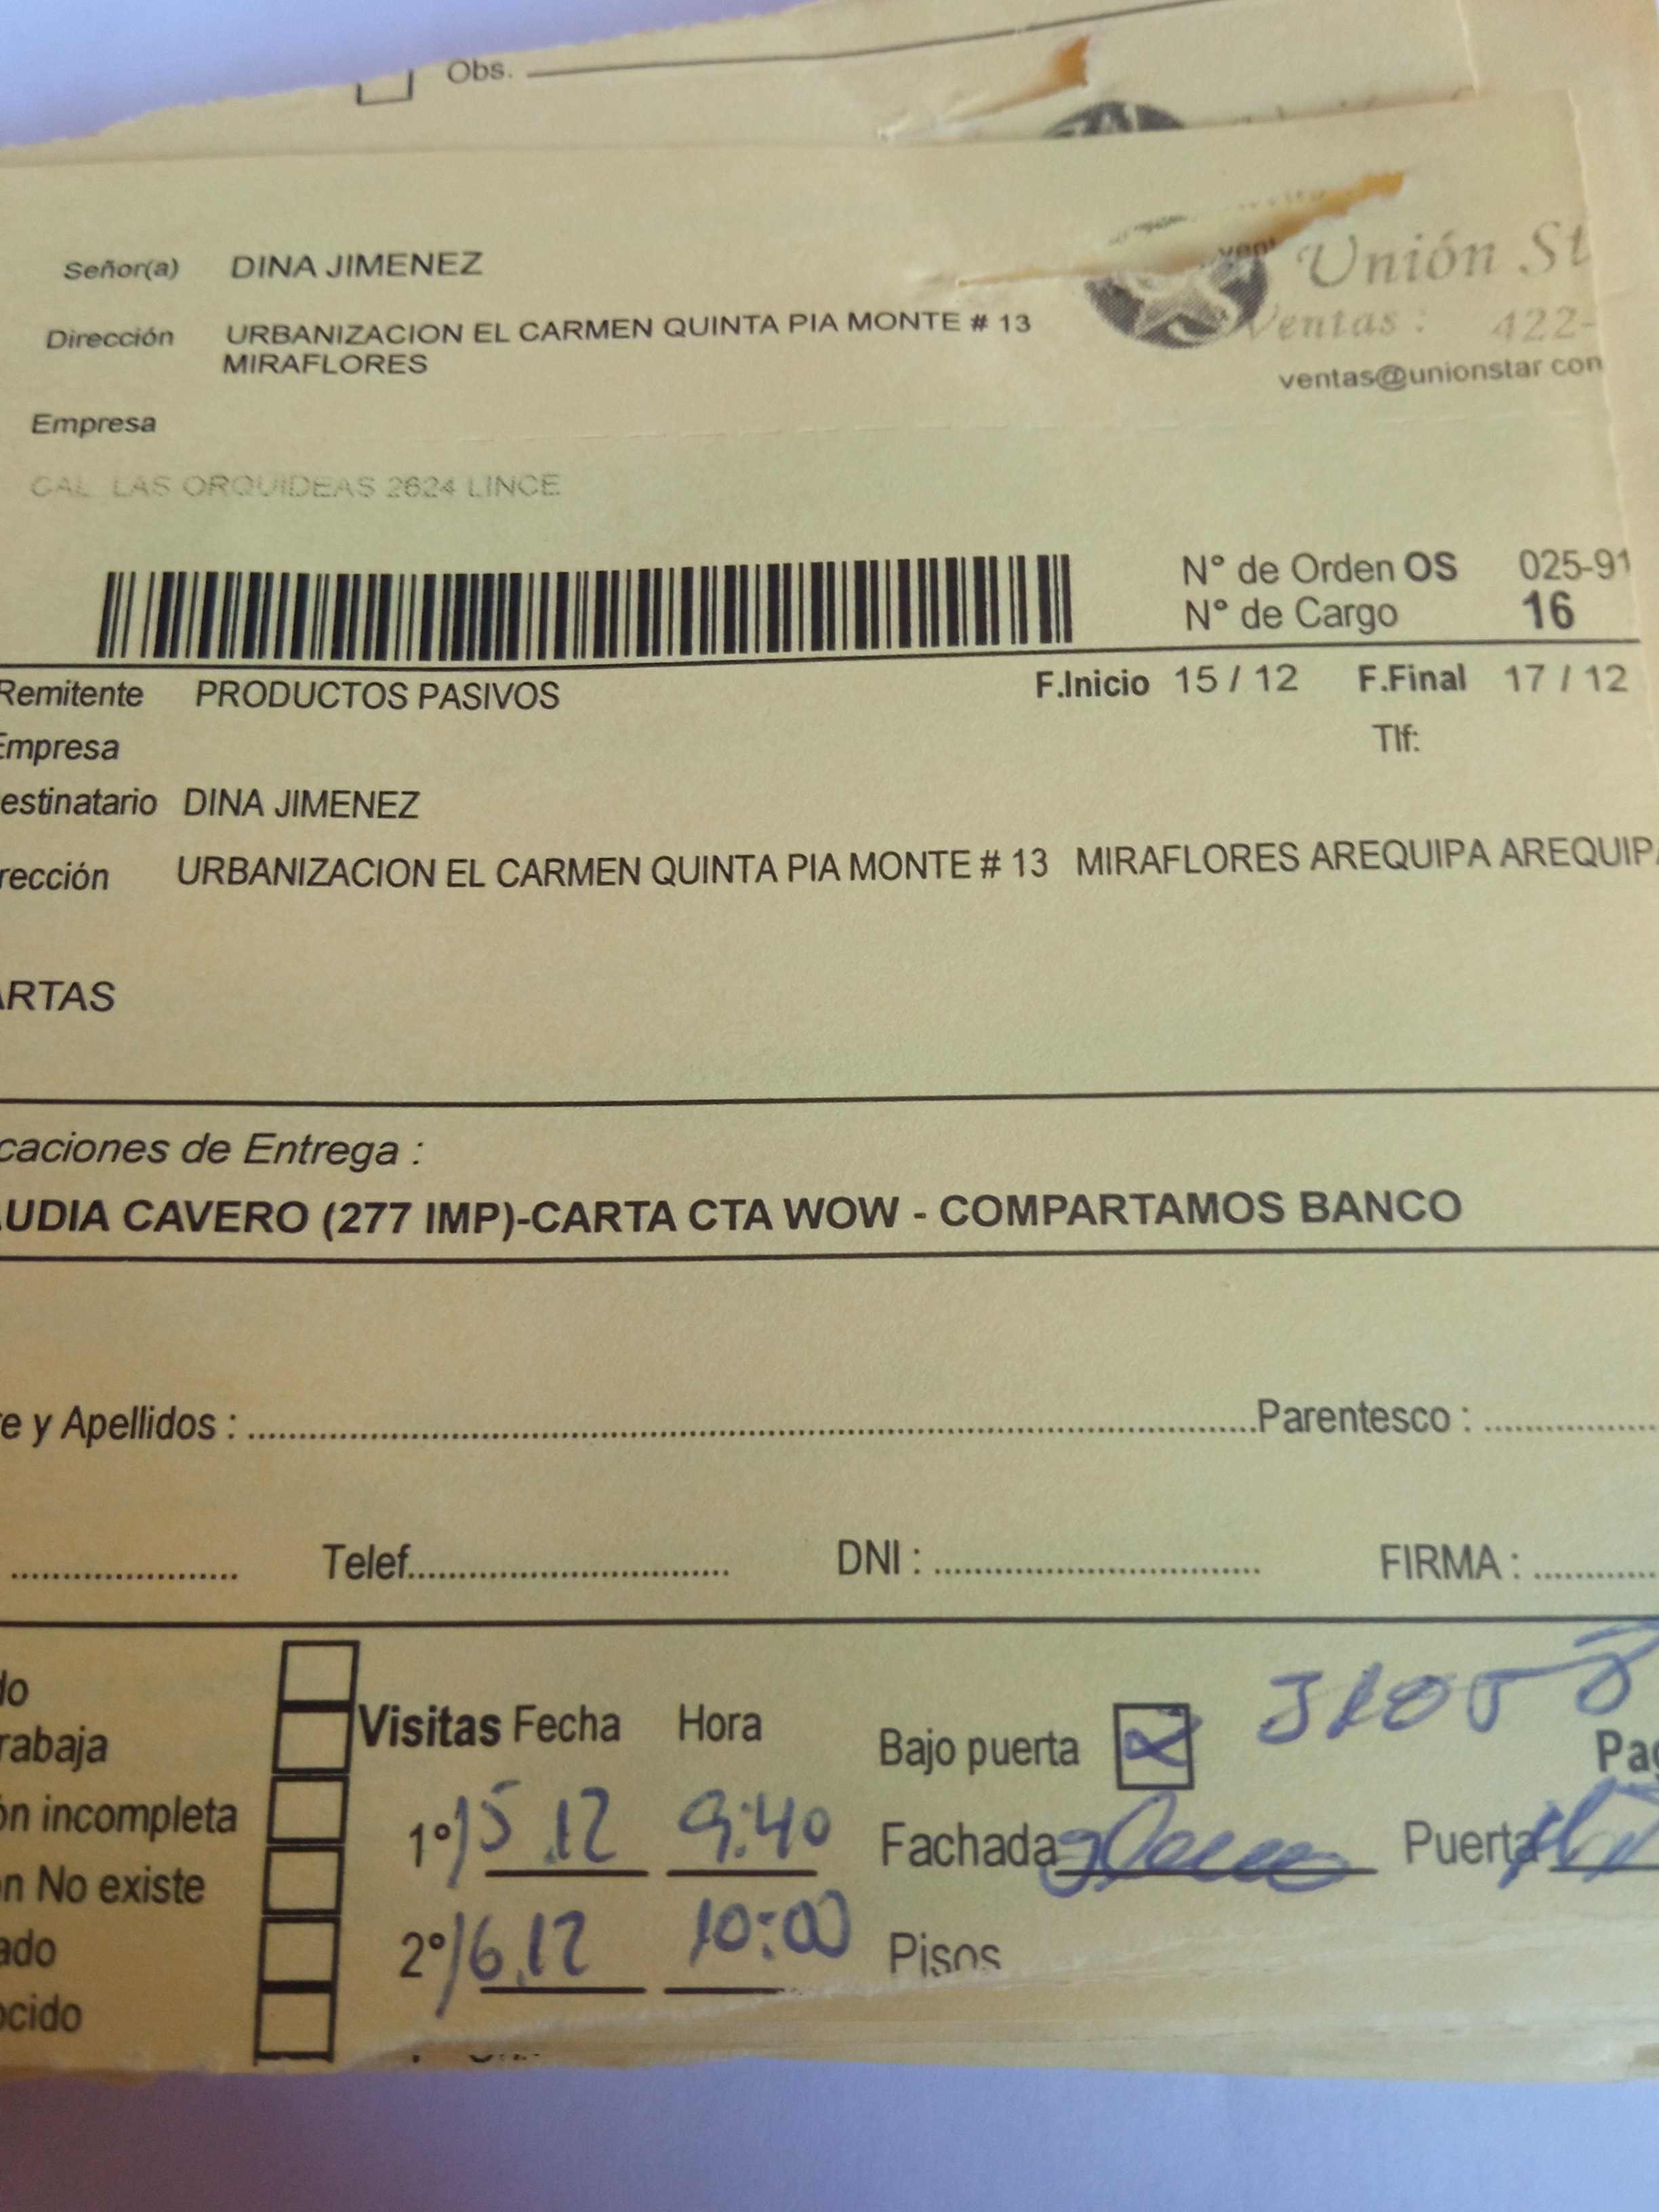 Obs.
Señor(a) DINA JIMENEZ
Dirección URBANIZACION EL CARMEN QUINTA PIA MONTE # 13
MIRAFLORES
Unión St
Ventas : 422-
ventas@unionstar.con
Empresa
CAL LAS ORQUIDEAS 2624 LINCE
N° de Orden OS 025-91
N° de Cargo 16
Remitente PRODUCTOS PASIVOS F.Inicio 15 / 12 F.Final 17 / 12
Empresa Tlf:
estinatario DINA JIMENEZ
rección URBANIZACION EL CARMEN QUINTA PIA MONTE # 13 MIRAFLORES AREQUIPA AREQUIPA
ARTAS
caciones de Entrega :
UDIA CAVERO (277 IMP)-CARTA CTA WOW - COMPARTAMOS BANCO
e y Apellidos : Parentesco :
Telef. DNI : FIRMA :
do
rabaja Visitas Fecha Hora Bajo puerta Pag
ón incompleta 1° 15.12 9:40 Fachada Puerta
n No existe
ado 2° 16.12 10:00 Pisos
ocido